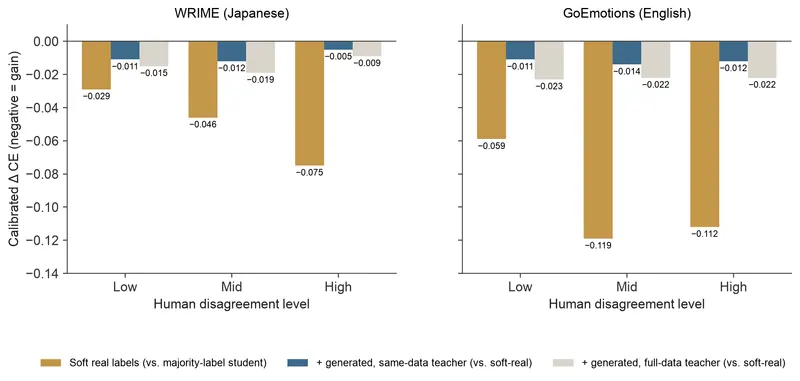 WRIME (Japanese)
GoEmotions (English)
Calibrated Δ CE (negative = gain)
0.00
−0.02
−0.04
−0.06
−0.08
−0.10
−0.12
−0.14
−0.029
−0.011
−0.015
−0.046
−0.012
−0.019
−0.075
−0.005
−0.009
−0.059
−0.011
−0.023
−0.119
−0.014
−0.022
−0.112
−0.012
−0.022
Low Mid High
Low Mid High
Human disagreement level
Human disagreement level
Soft real labels (vs. majority-label student)
+ generated, same-data teacher (vs. soft-real)
+ generated, full-data teacher (vs. soft-real)